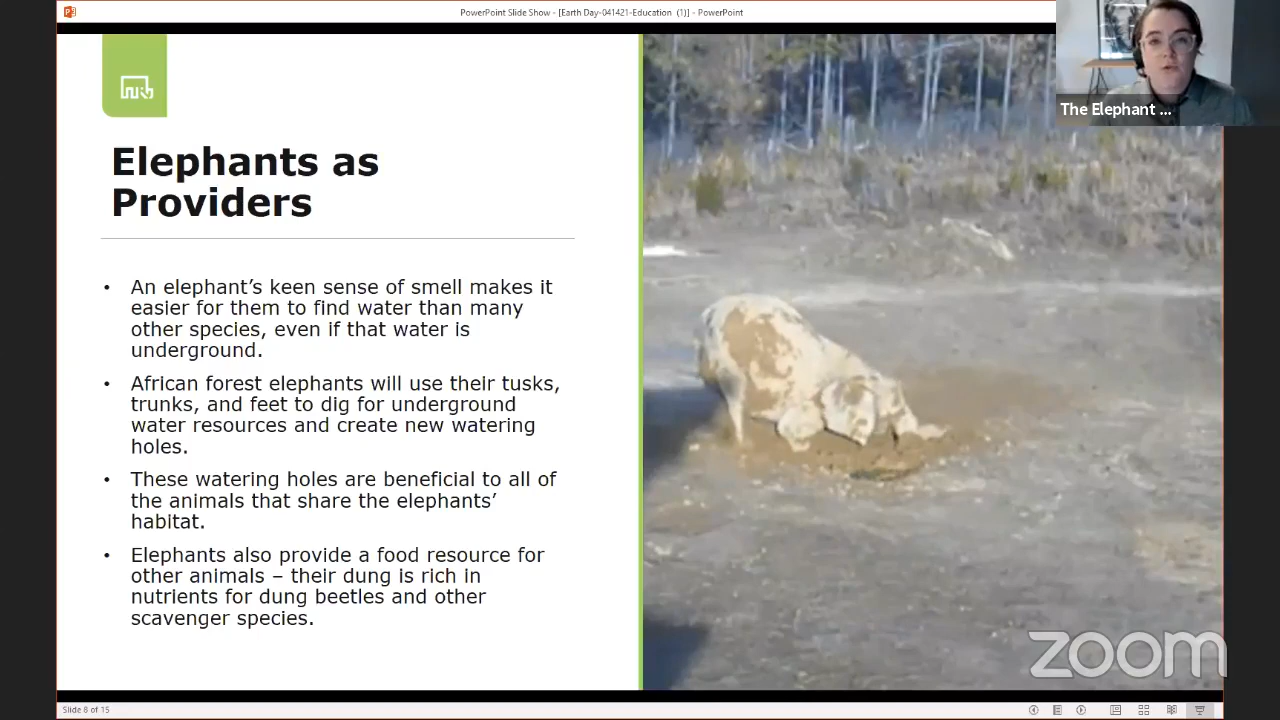 PowerPoint Slide Show - [Earth Day-041421-Education (1)] - PowerPoint
The Elephant ...
Elephants as
Providers
• An elephant’s keen sense of smell makes it
easier for them to find water than many
other species, even if that water is
underground.
• African forest elephants will use their tusks,
trunks, and feet to dig for underground
water resources and create new watering
holes.
• These watering holes are beneficial to all of
the animals that share the elephants’
habitat.
• Elephants also provide a food resource for
other animals – their dung is rich in
nutrients for dung beetles and other
scavenger species.
zoom
Slide 8 of 15